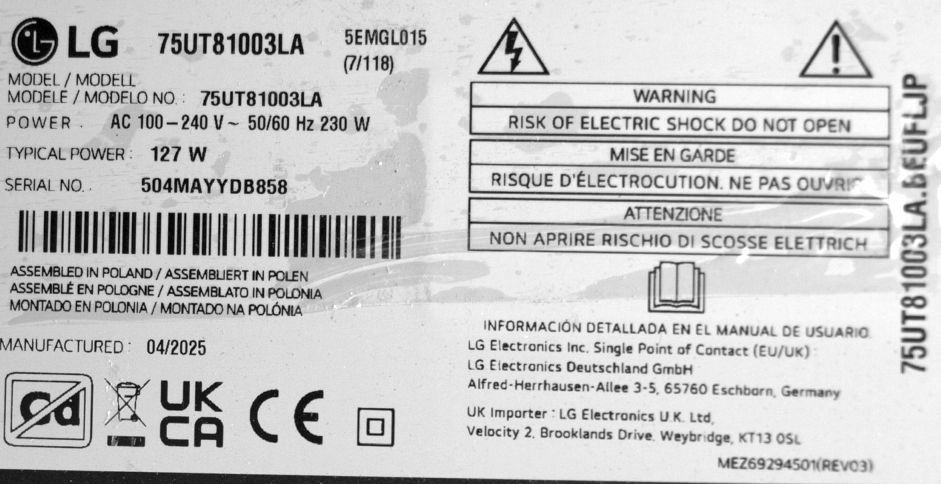 LG 75UT81003LA 5EMGL015
(7/118)
MODEL / MODELL
MODELE / MODELO NO. : 75UT81003LA
POWER . AC 100-240 V ~ 50/60 Hz 230 W
TYPICAL POWER : 127 W
SERIAL NO. . 504MAYYDB858
ASSEMBLED IN POLAND / ASSEMBLIERT IN POLEN
ASSEMBLÉ EN POLOGNE / ASSEMBLATO IN POLONIA
MONTADO EN POLONIA / MONTADO NA POLÓNIA
MANUFACTURED : 04/2025
Cd
UK
CA
CE
WARNING
RISK OF ELECTRIC SHOCK DO NOT OPEN
MISE EN GARDE
RISQUE D'ÉLECTROCUTION. NE PAS OUVRIR
ATTENZIONE
NON APRIRE RISCHIO DI SCOSSE ELETTRICH
INFORMACIÓN DETALLADA EN EL MANUAL DE USUARIO.
LG Electronics Inc. Single Point of Contact (EU/UK) :
LG Electronics Deutschland GmbH
Alfred-Herrhausen-Allee 3-5, 65760 Eschborn, Germany
UK Importer : LG Electronics U.K. Ltd,
Velocity 2, Brooklands Drive, Weybridge, KT13 0SL
MEZ69294501(REV03)
75UT81003LA.BEUFLJP